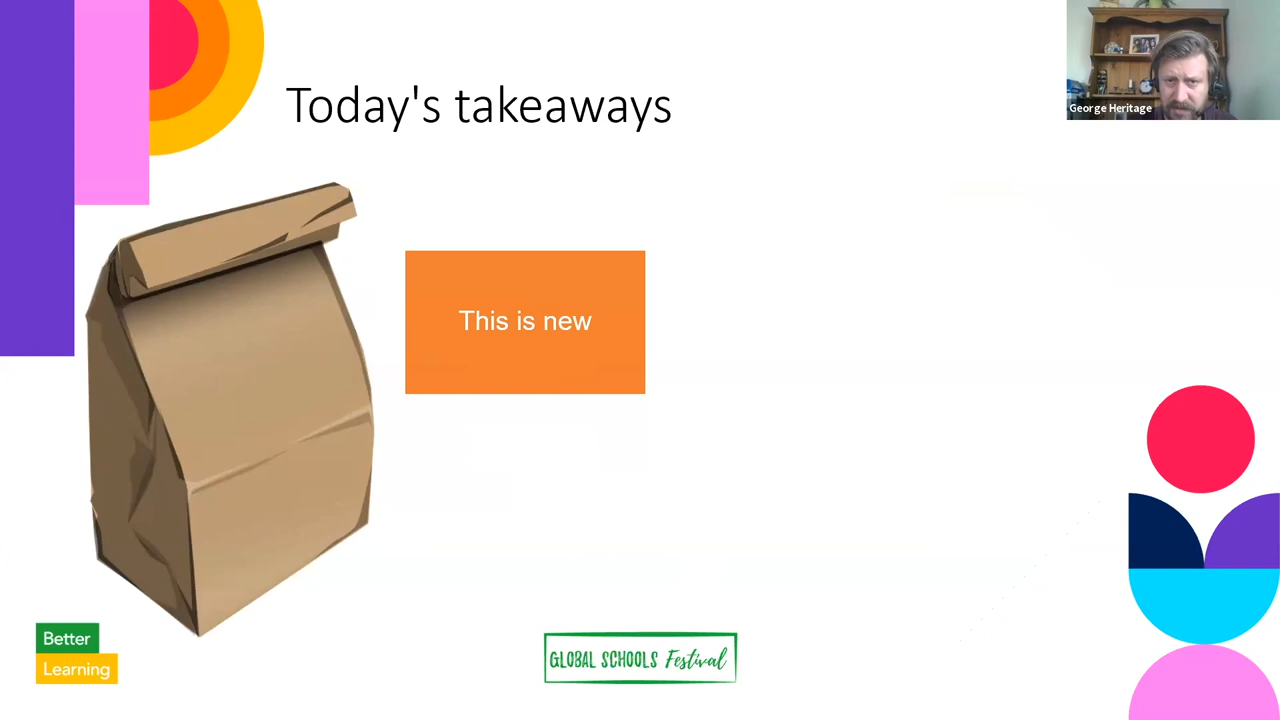 George Heritage
Today's takeaways
This is new
Better
Learning
GLOBAL SCHOOLS Festival